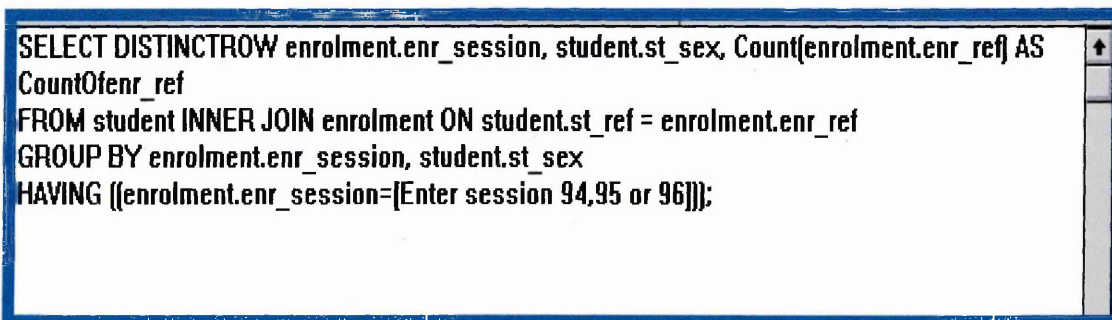 SELECT DISTINCTROW enrolment.enr_session, student.st_sex, Count(enrolment.enr_ref) AS
CountOfenr_ref
FROM student INNER JOIN enrolment ON student.st_ref = enrolment.enr_ref
GROUP BY enrolment.enr_session, student.st_sex
HAVING ((enrolment.enr_session=[Enter session 94,95 or 96]));